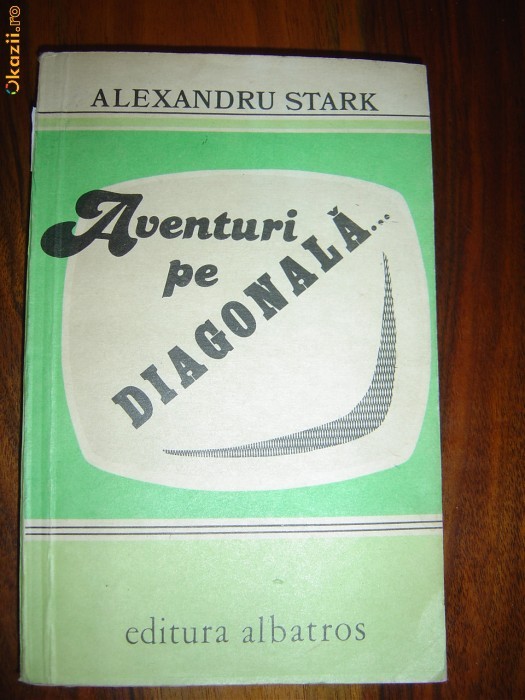 Okazii.ro
ALEXANDRU STARK
Aventuri
pe
DIAGONALĂ...
editura albatros